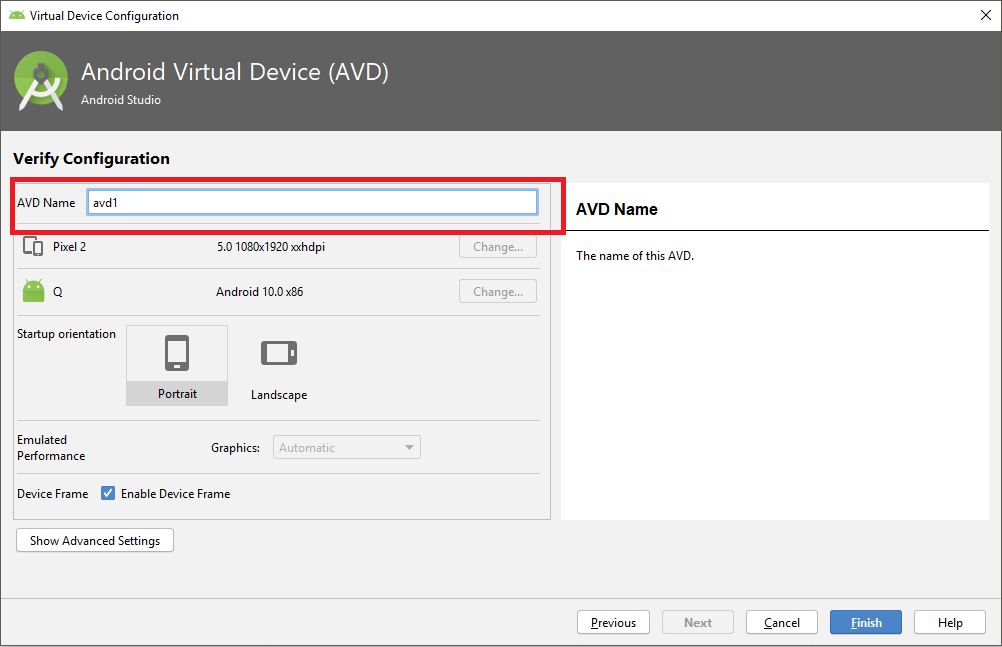 Virtual Device Configuration
Android Virtual Device (AVD)
Android Studio
Verify Configuration
AVD Name avd1
Pixel 2 5.0 1080x1920 xxhdpi Change...
Q Android 10.0 x86 Change...
Startup orientation
Portrait
Landscape
Emulated
Performance
Graphics: Automatic
Device Frame Enable Device Frame
Show Advanced Settings
AVD Name
The name of this AVD.
Previous Next Cancel Finish Help